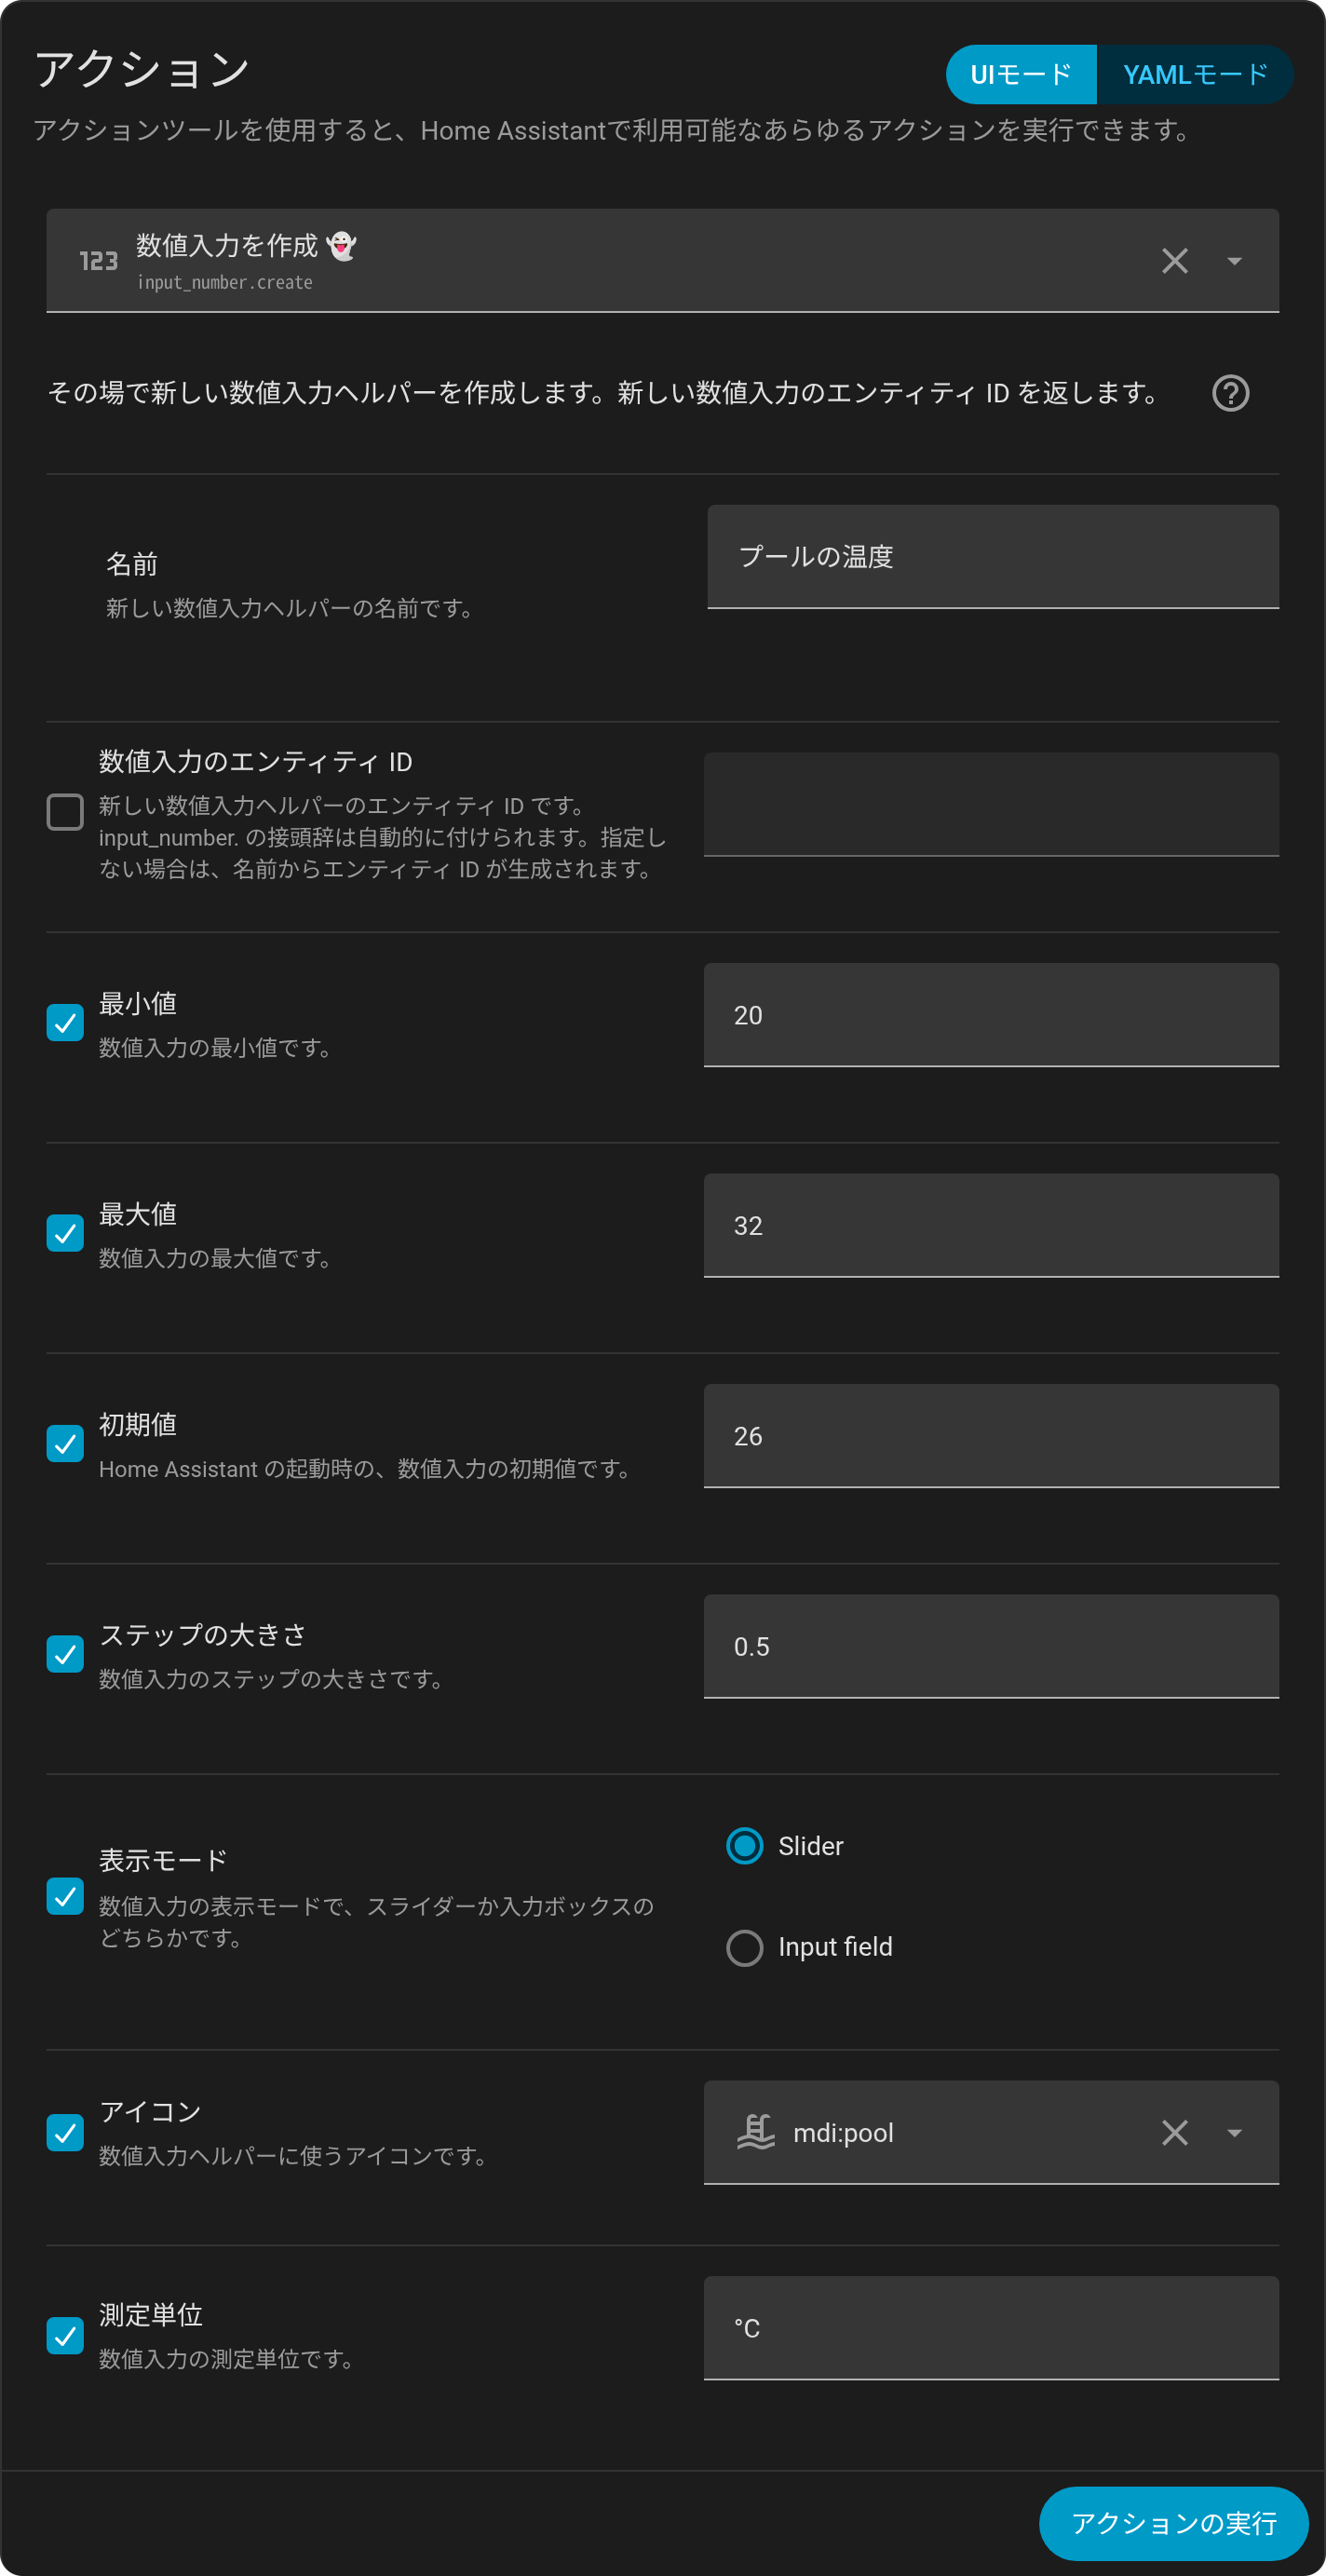 アクション
UIモード
YAMLモード
アクションツールを使用すると、Home Assistantで利用可能なあらゆるアクションを実行できます。
123
数値入力を作成 👻
input_number.create
その場で新しい数値入力ヘルパーを作成します。新しい数値入力のエンティティ ID を返します。
名前
新しい数値入力ヘルパーの名前です。
プールの温度
数値入力のエンティティ ID
新しい数値入力ヘルパーのエンティティ ID です。
input_number. の接頭辞は自動的に付けられます。指定し
ない場合は、名前からエンティティ ID が生成されます。
最小値
数値入力の最小値です。
20
最大値
数値入力の最大値です。
32
初期値
Home Assistant の起動時の、数値入力の初期値です。
26
ステップの大きさ
数値入力のステップの大きさです。
0.5
表示モード
数値入力の表示モードで、スライダーか入力ボックスの
どちらかです。
Slider
Input field
アイコン
数値入力ヘルパーに使うアイコンです。
mdi:pool
測定単位
数値入力の測定単位です。
°C
アクションの実行